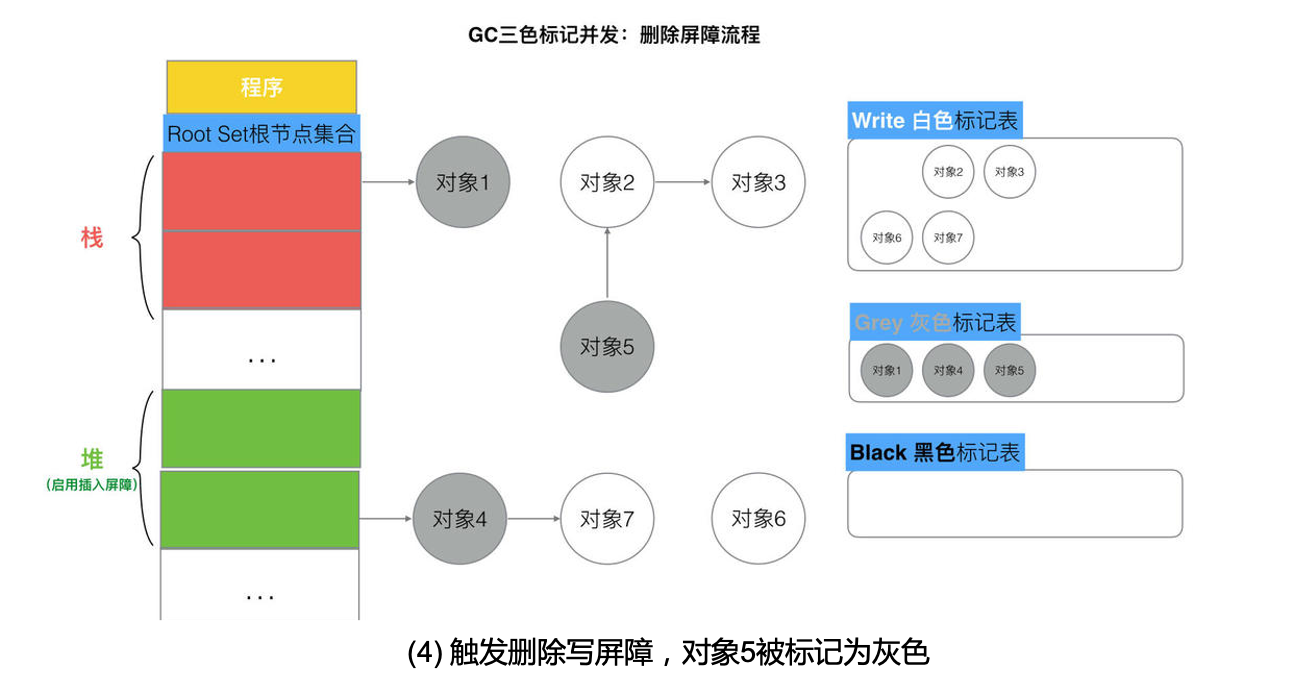 GC三色标记并发：删除屏障流程
程序
Root Set根节点集合
栈
...
堆
(启用插入屏障)
...
对象1
对象2
对象3
对象5
对象4
对象7
对象6
Write 白色标记表
对象2
对象3
对象6
对象7
Grey 灰色标记表
对象1
对象4
对象5
Black 黑色标记表
(4) 触发删除写屏障，对象5被标记为灰色